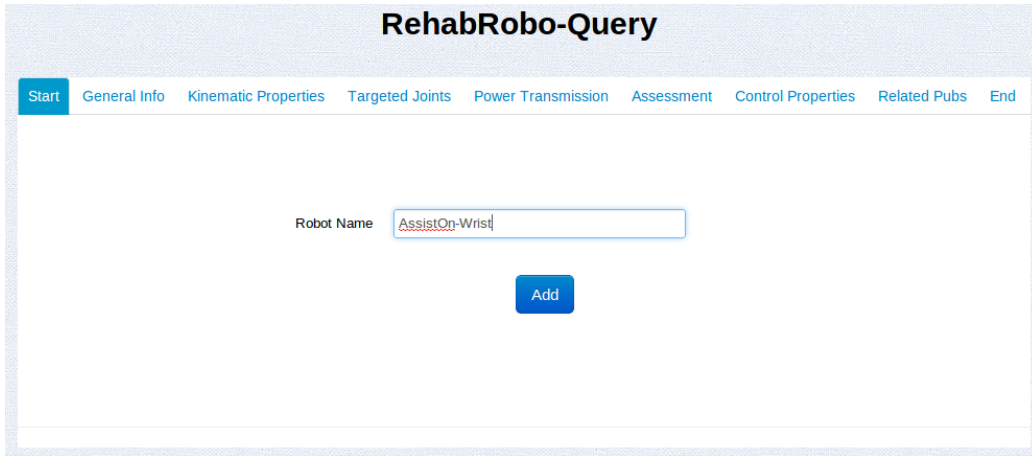 RehabRobo-Query
Start General Info Kinematic Properties Targeted Joints Power Transmission Assessment Control Properties Related Pubs End
Robot Name AssistOn-Wrist
Add